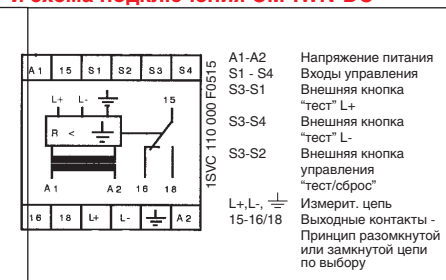 и схема подключения CM-IWN-DC
A1 15 S1 S2 S3 S4
L+ L- 15
R <
A1 A2 16 18
16 18 L+ L- A2
1SVC 110 000 F0515
A1-A2 Напряжение питания
S1 - S4 Входы управления
S3-S1 Внешняя кнопка
“тест” L+
S3-S4 Внешняя кнопка
“тест” L-
S3-S2 Внешняя кнопка
управления
“тест/сброс”
L+,L-, Измерит. цепь
15-16/18 Выходные контакты -
Принцип разомкнутой
или замкнутой цепи
по выбору